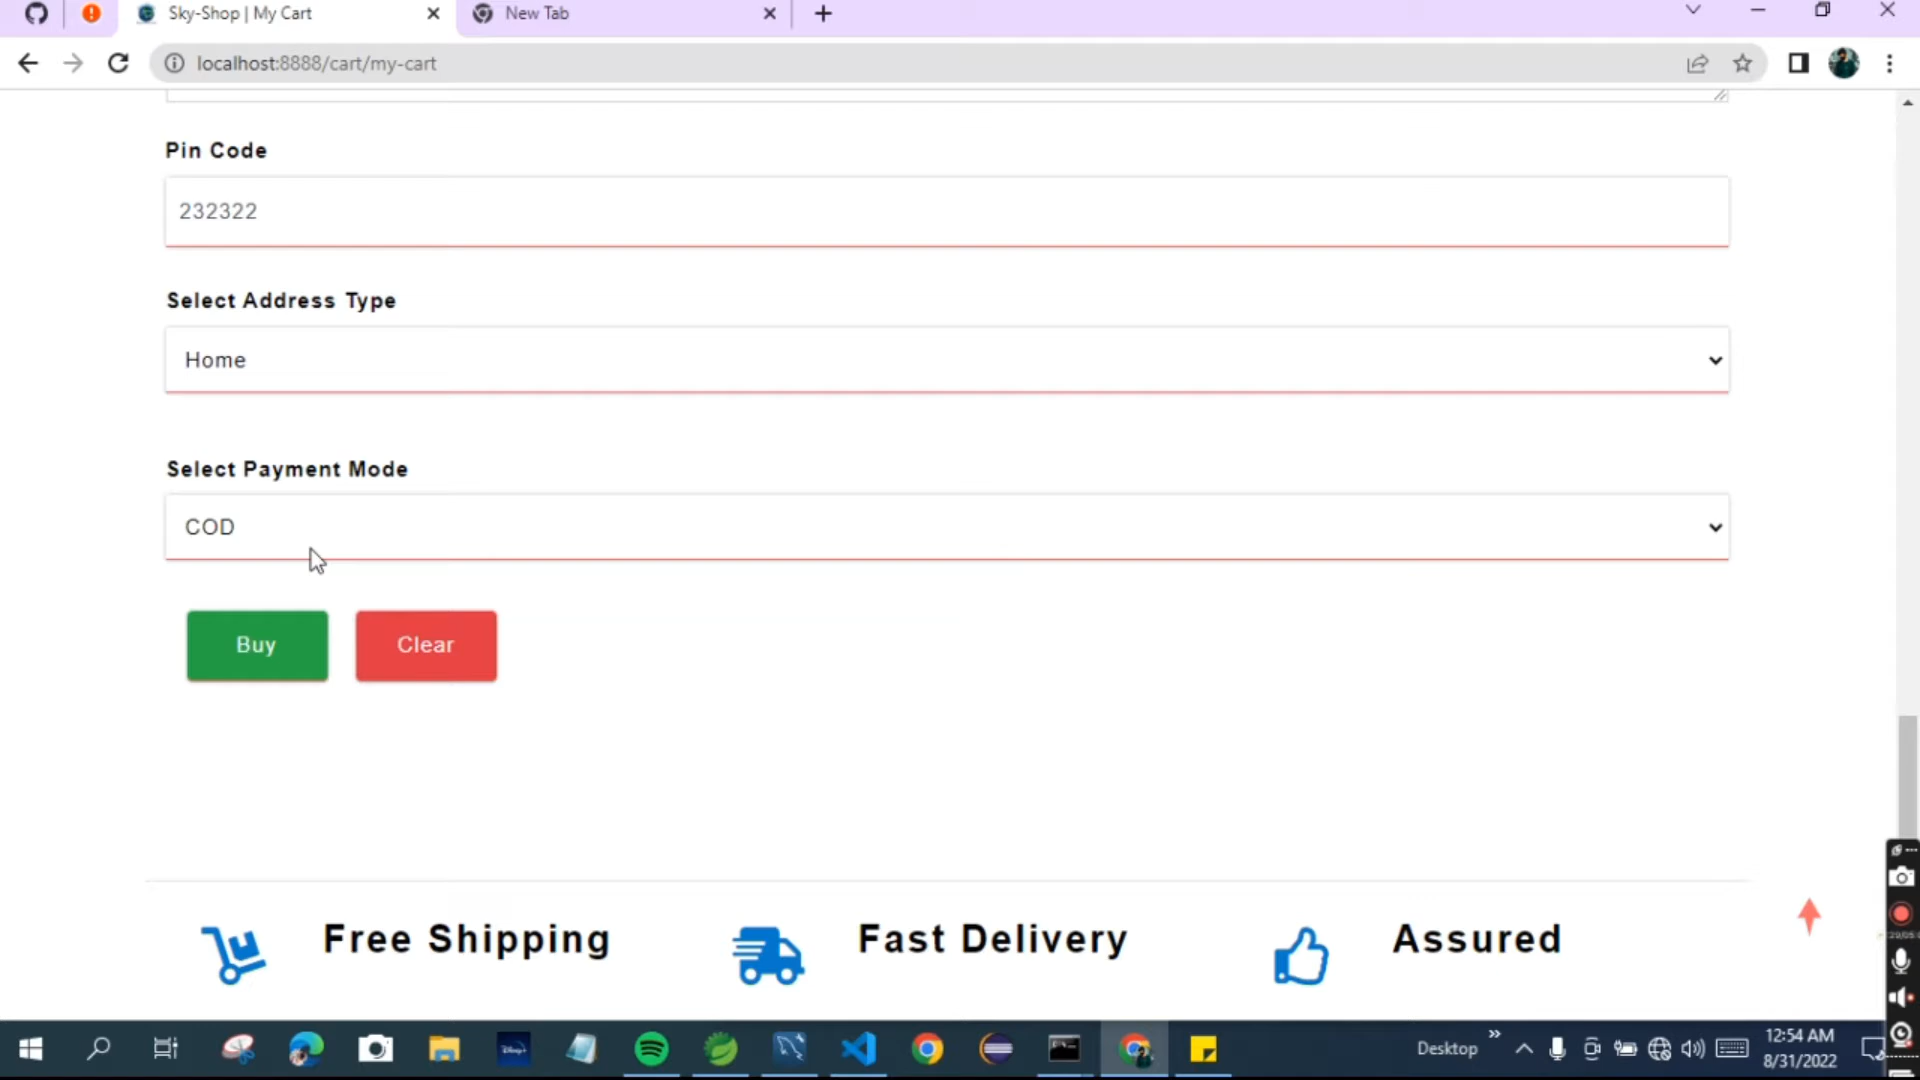 Sky-Shop | My Cart
New Tab
localhost:8888/cart/my-cart
Pin Code
232322
Select Address Type
Home
Select Payment Mode
COD
Buy
Clear
Free Shipping
Fast Delivery
Assured
Disney+
Desktop
12:54 AM
8/31/2022